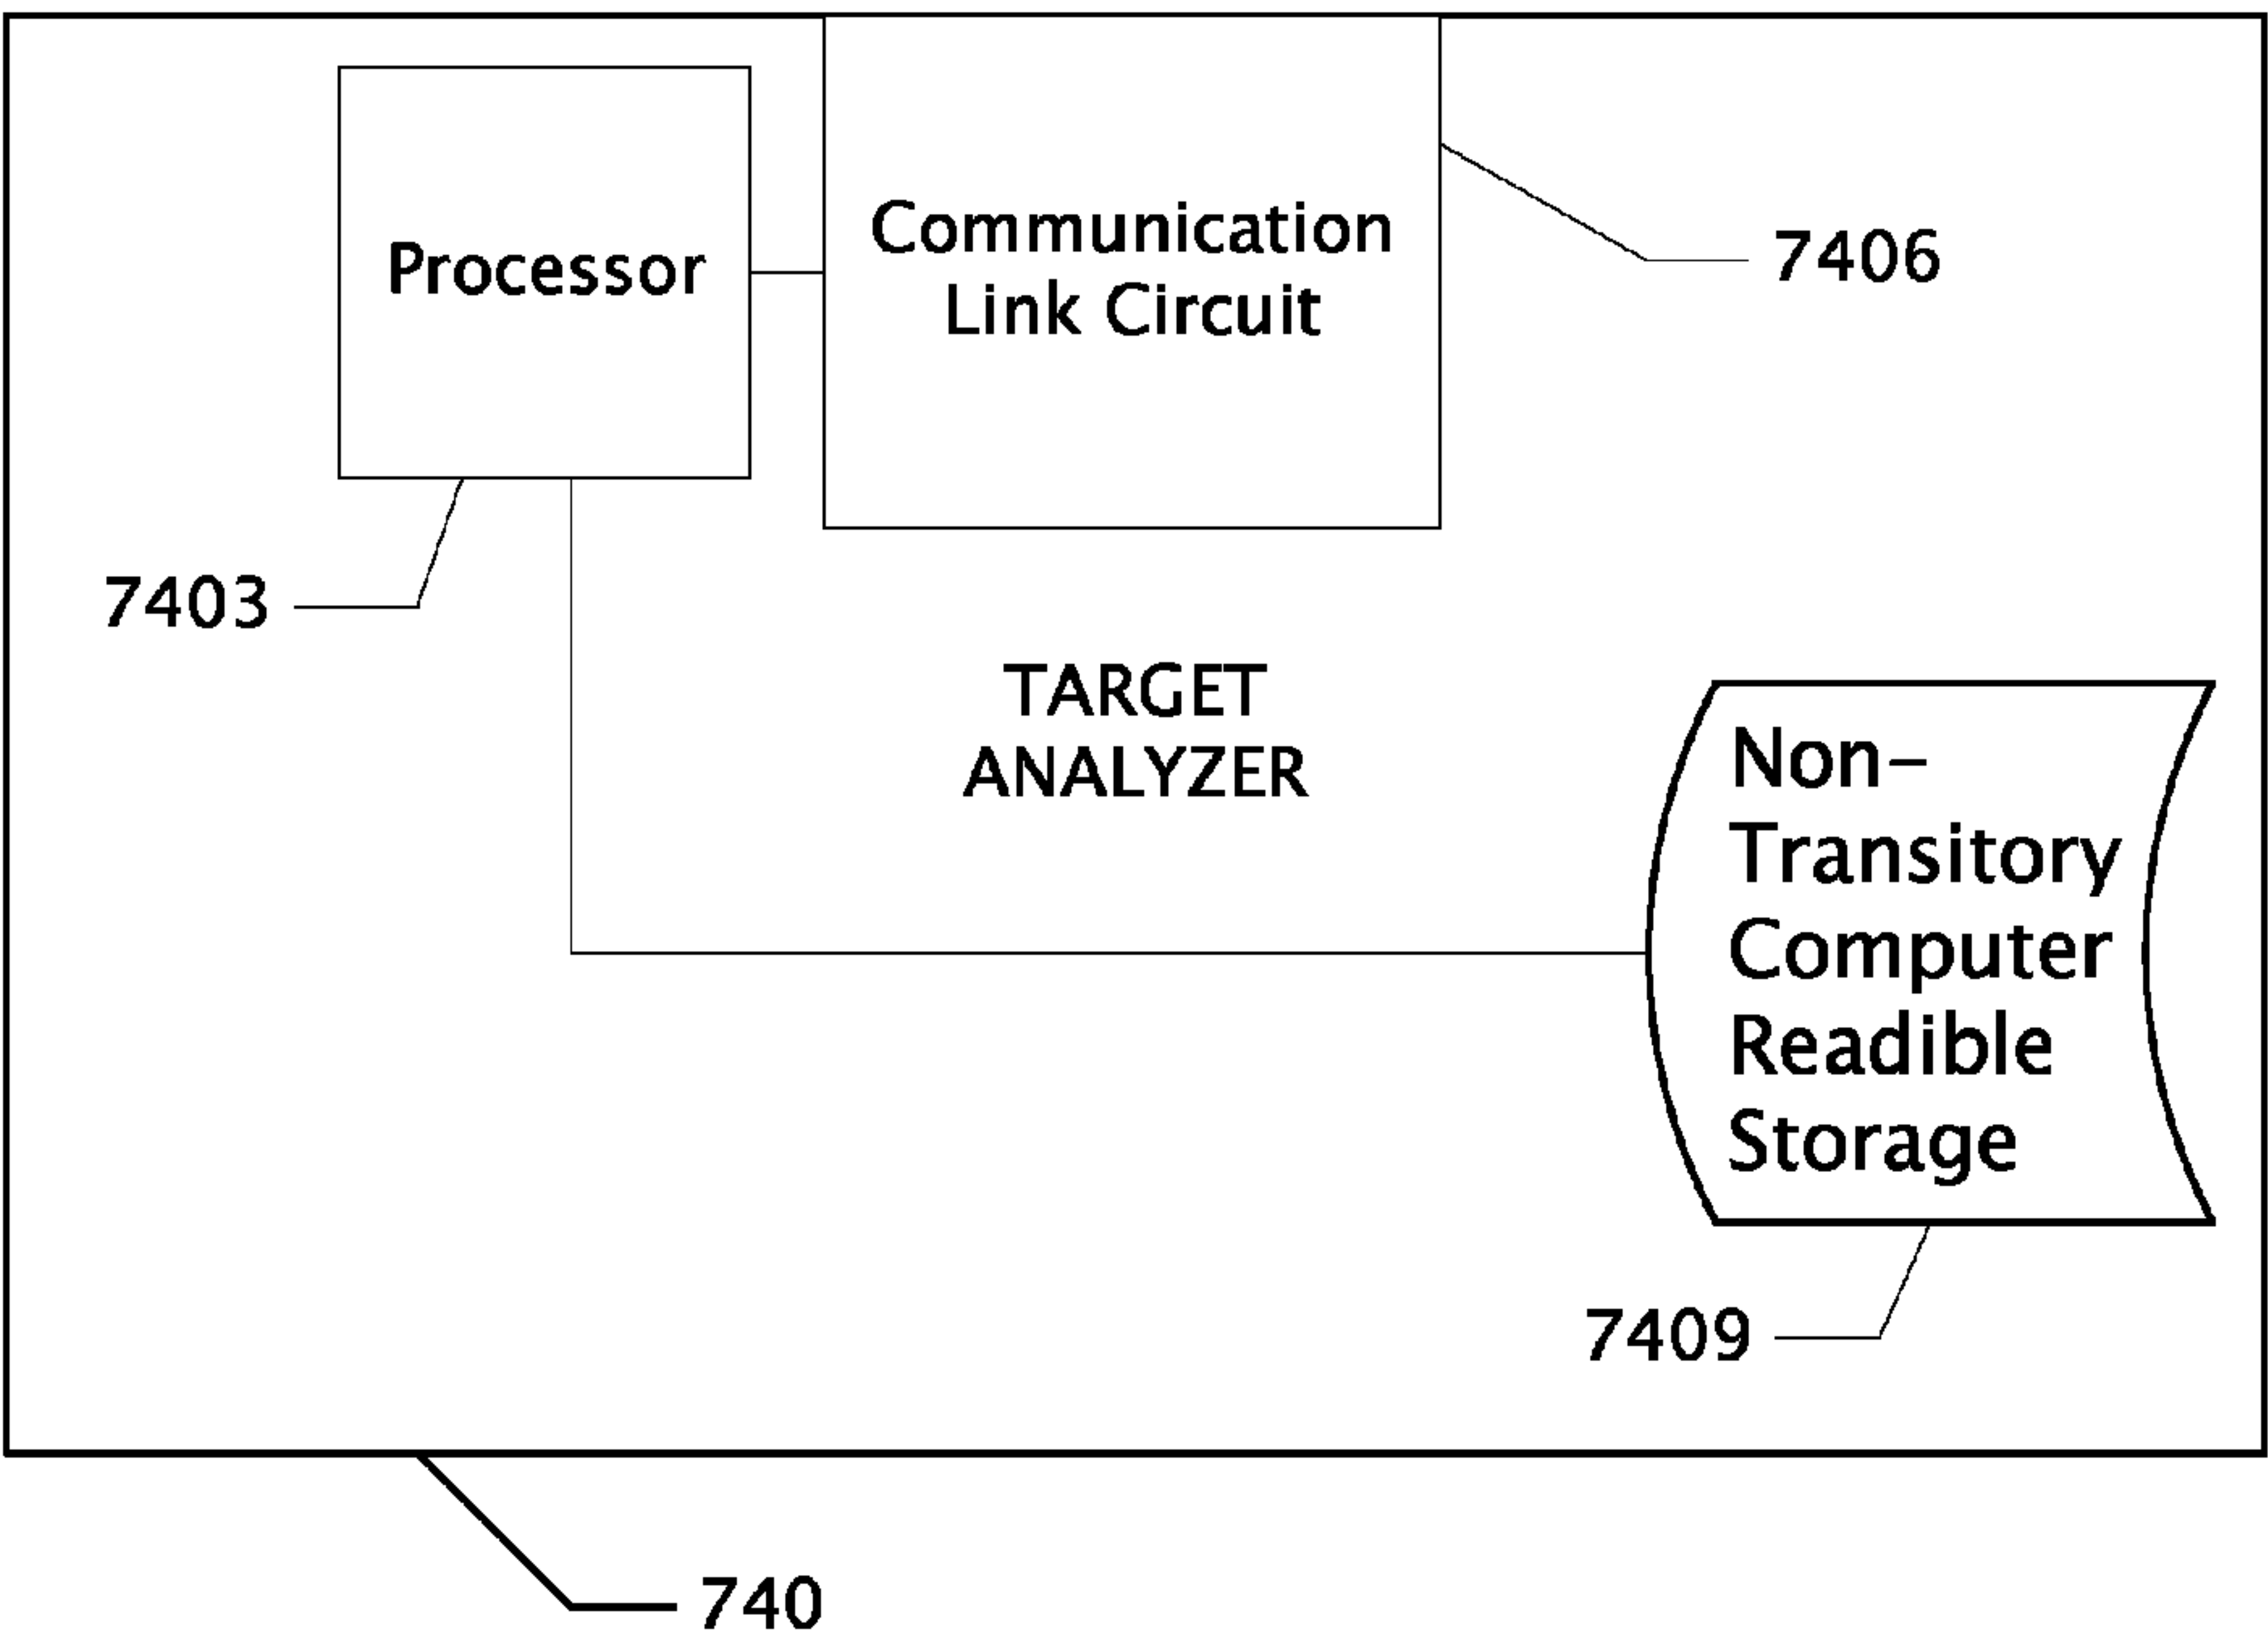 Processor
Communication
Link Circuit
7406
7403
TARGET
ANALYZER
Non-
Transitory
Computer
Readible
Storage
7409
740